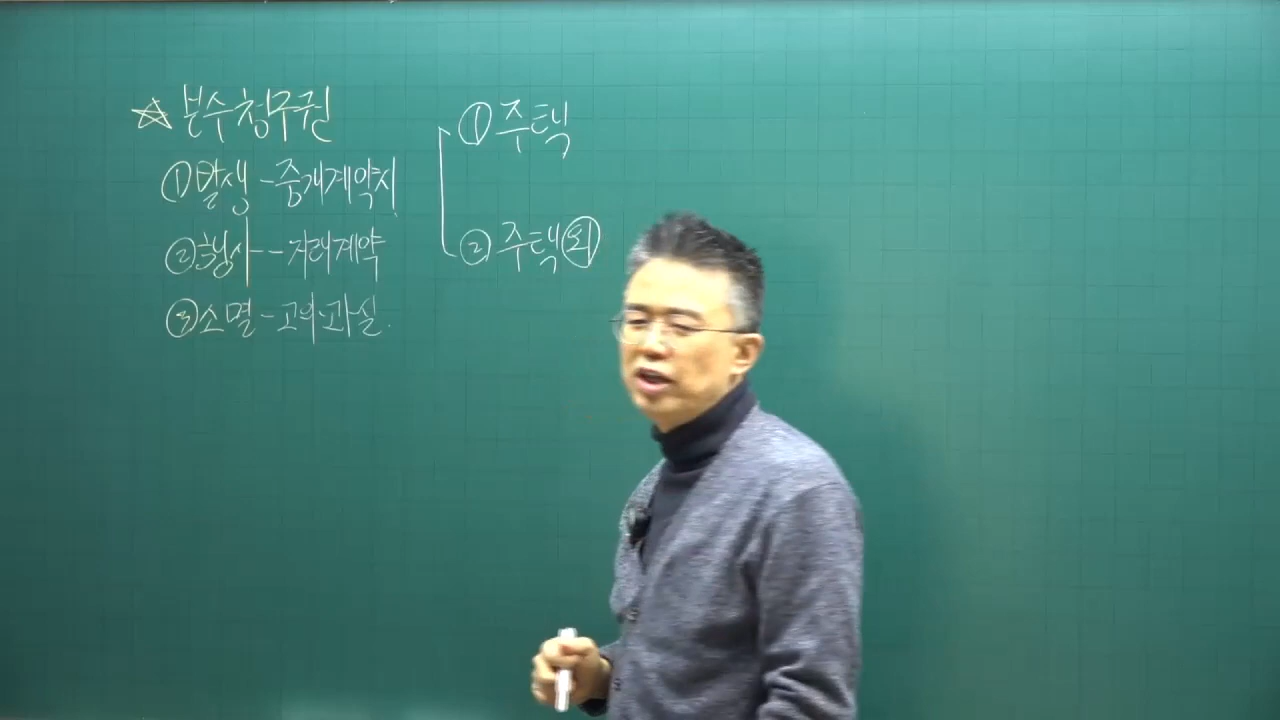 ☆ 본수청구권
① 발생 - 중개계약시
② 행사 - - 거래계약
③ 소멸 - 고의·과실.
① 주택
② 주택 외